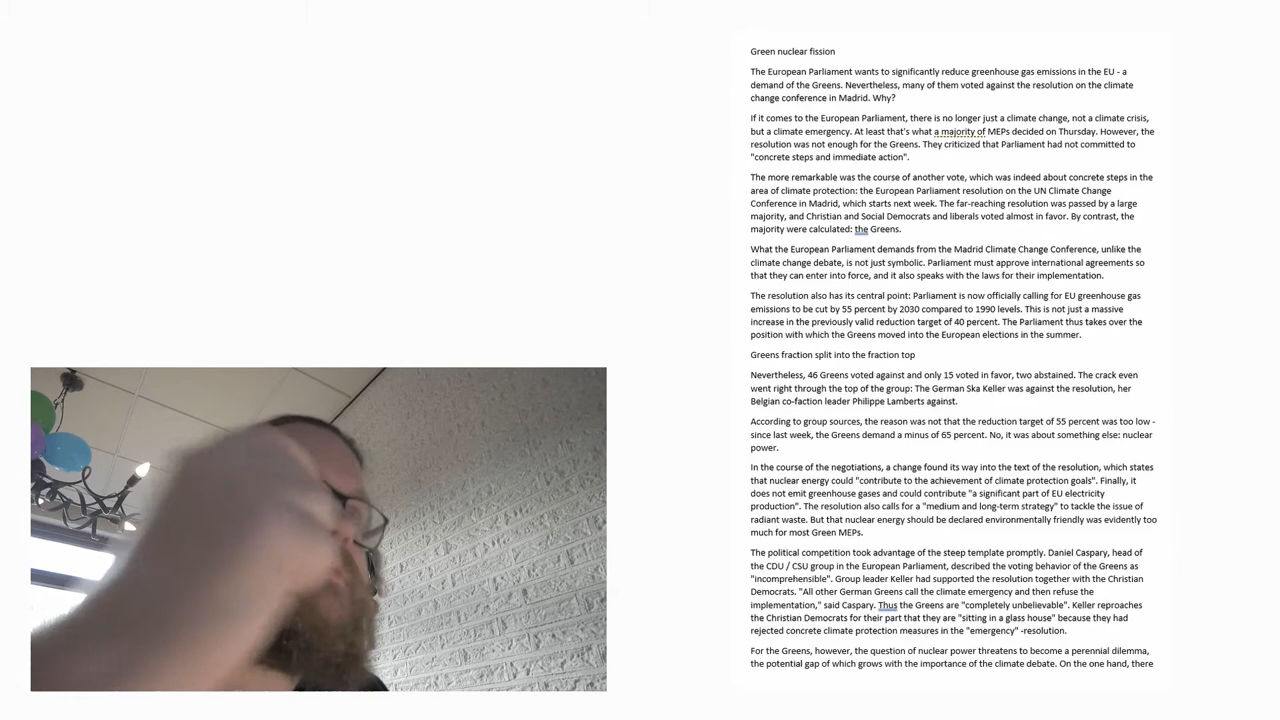 Green nuclear fission
The European Parliament wants to significantly reduce greenhouse gas emissions in the EU - a
demand of the Greens. Nevertheless, many of them voted against the resolution on the climate
change conference in Madrid. Why?
If it comes to the European Parliament, there is no longer just a climate change, not a climate crisis,
but a climate emergency. At least that's what a majority of MEPs decided on Thursday. However, the
resolution was not enough for the Greens. They criticized that Parliament had not committed to
"concrete steps and immediate action".
The more remarkable was the course of another vote, which was indeed about concrete steps in the
area of climate protection: the European Parliament resolution on the UN Climate Change
Conference in Madrid, which starts next week. The far-reaching resolution was passed by a large
majority, and Christian and Social Democrats and liberals voted almost in favor. By contrast, the
majority were calculated: the Greens.
What the European Parliament demands from the Madrid Climate Change Conference, unlike the
climate change debate, is not just symbolic. Parliament must approve international agreements so
that they can enter into force, and it also speaks with the laws for their implementation.
The resolution also has its central point: Parliament is now officially calling for EU greenhouse gas
emissions to be cut by 55 percent by 2030 compared to 1990 levels. This is not just a massive
increase in the previously valid reduction target of 40 percent. The Parliament thus takes over the
position with which the Greens moved into the European elections in the summer.
Greens fraction split into the fraction top
Nevertheless, 46 Greens voted against and only 15 voted in favor, two abstained. The crack even
went right through the top of the group: The German Ska Keller was against the resolution, her
Belgian co-faction leader Philippe Lamberts against.
According to group sources, the reason was not that the reduction target of 55 percent was too low -
since last week, the Greens demand a minus of 65 percent. No, it was about something else: nuclear
power.
In the course of the negotiations, a change found its way into the text of the resolution, which states
that nuclear energy could "contribute to the achievement of climate protection goals". Finally, it
does not emit greenhouse gases and could contribute "a significant part of EU electricity
production". The resolution also calls for a "medium and long-term strategy" to tackle the issue of
radiant waste. But that nuclear energy should be declared environmentally friendly was evidently too
much for most Green MEPs.
The political competition took advantage of the steep template promptly. Daniel Caspary, head of
the CDU / CSU group in the European Parliament, described the voting behavior of the Greens as
"incomprehensible". Group leader Keller had supported the resolution together with the Christian
Democrats. "All other German Greens call the climate emergency and then refuse the
implementation," said Caspary. Thus the Greens are "completely unbelievable". Keller reproaches
the Christian Democrats for their part that they are "sitting in a glass house" because they had
rejected concrete climate protection measures in the "emergency" -resolution.
For the Greens, however, the question of nuclear power threatens to become a perennial dilemma,
the potential gap of which grows with the importance of the climate debate. On the one hand, there